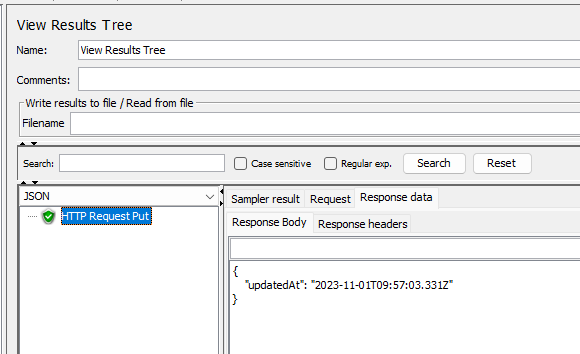 View Results Tree
Name: View Results Tree
Comments:
Write results to file / Read from file
Filename
Search: Case sensitive Regular exp. Search Reset
JSON
HTTP Request Put
Sampler result Request Response data
Response Body Response headers
{
"updatedAt": "2023-11-01T09:57:03.331Z"
}